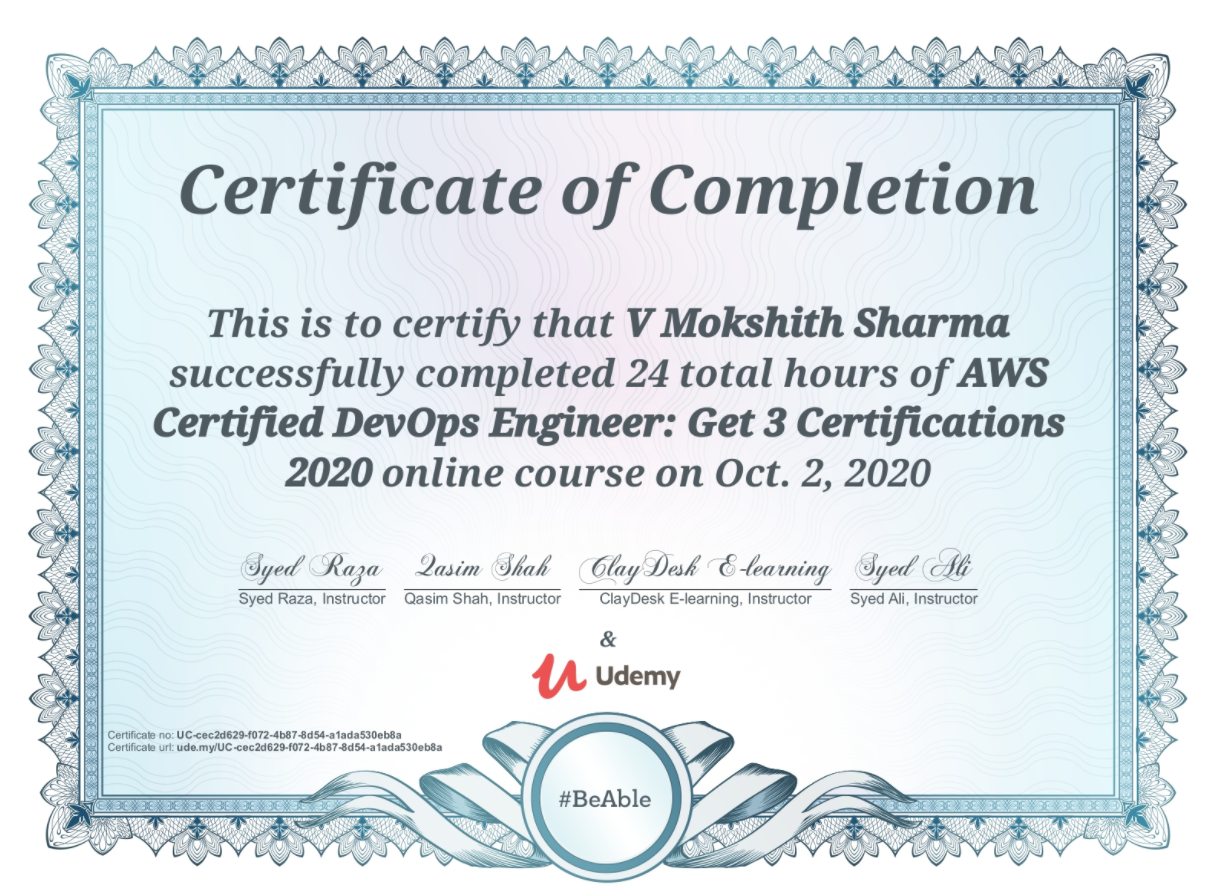 Certificate of Completion
This is to certify that V Mokshith Sharma
successfully completed 24 total hours of AWS
Certified DevOps Engineer: Get 3 Certifications
2020 online course on Oct. 2, 2020
Syed Raza Qasim Shah ClayDesk E-learning Syed Ali
Syed Raza, Instructor Qasim Shah, Instructor ClayDesk E-learning, Instructor Syed Ali, Instructor
&
Udemy
Certificate no: UC-cec2d629-f072-4b87-8d54-a1ada530eb8a
Certificate url: ude.my/UC-cec2d629-f072-4b87-8d54-a1ada530eb8a
#BeAble